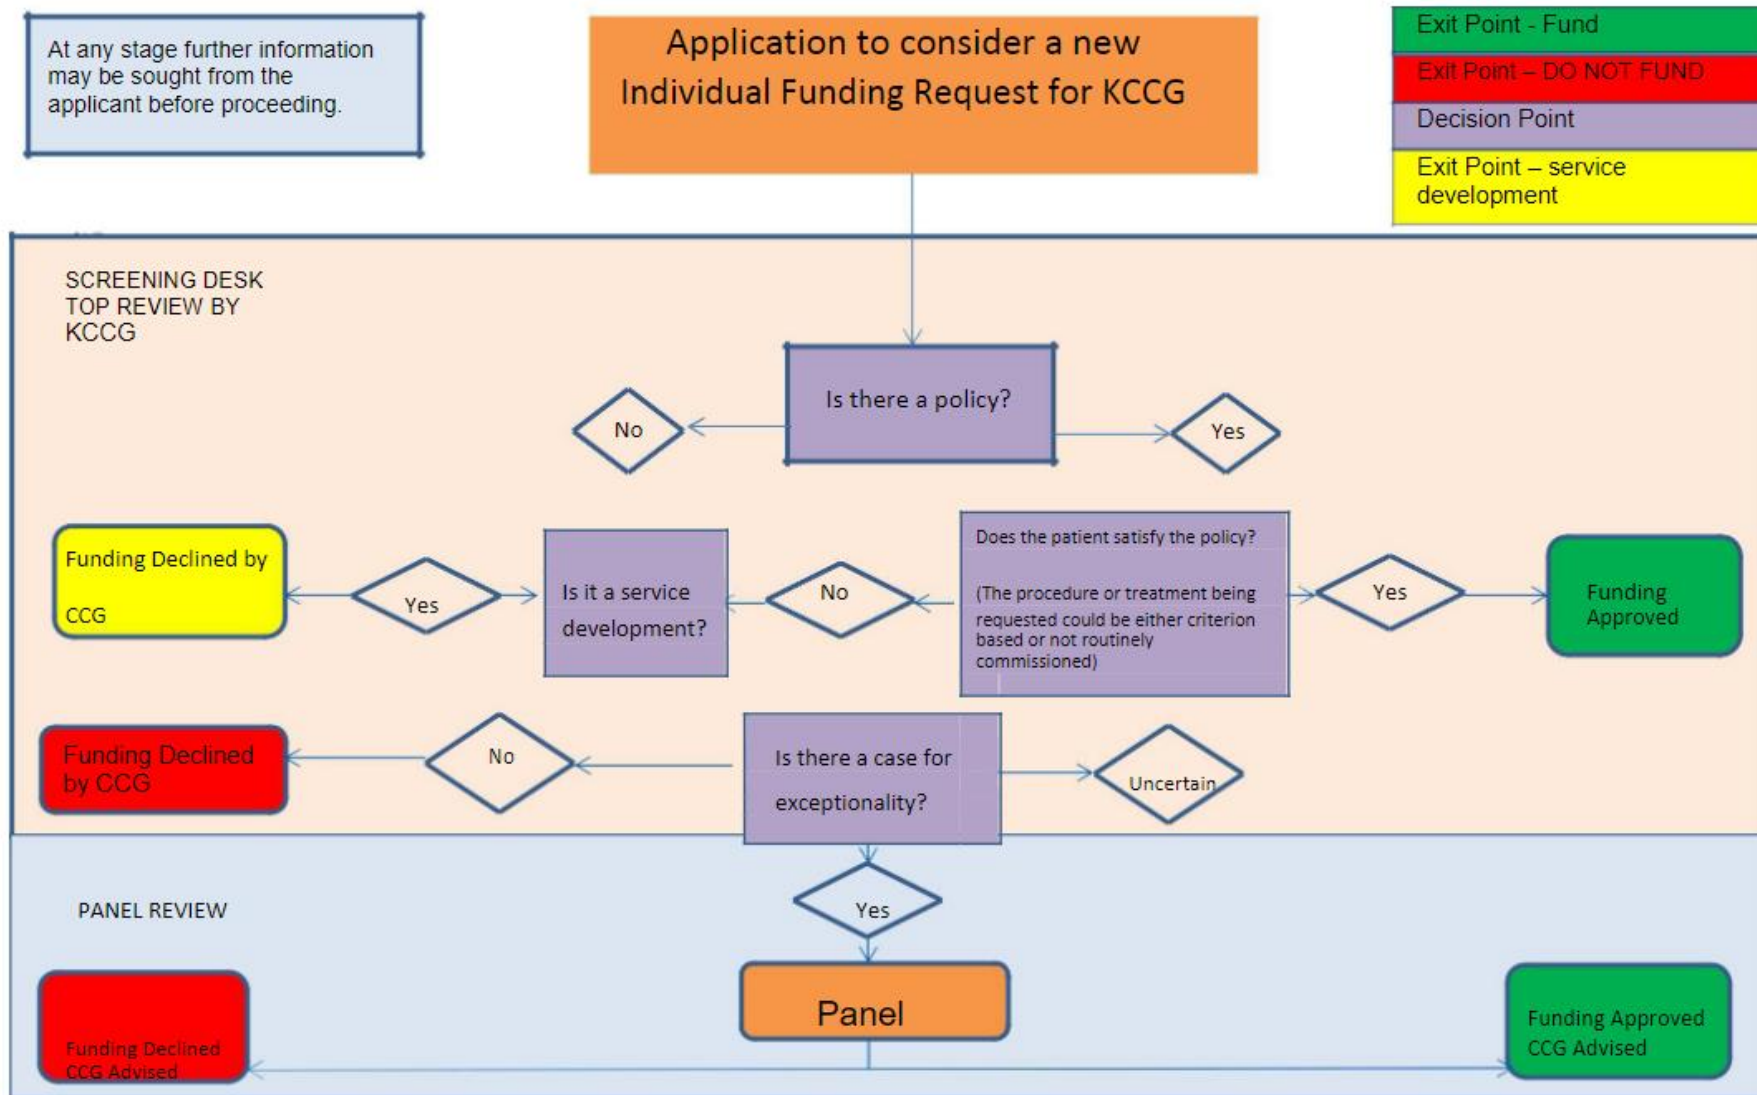 At any stage further information
may be sought from the
applicant before proceeding.
Application to consider a new
Individual Funding Request for KCCG
Exit Point - Fund
Exit Point – DO NOT FUND
Decision Point
Exit Point – service
development
SCREENING DESK
TOP REVIEW BY
KCCG
Is there a policy?
No
Yes
Funding Declined by
CCG
Yes
Is it a service
development?
No
Does the patient satisfy the policy?
(The procedure or treatment being
requested could be either criterion
based or not routinely
commissioned)
Yes
Funding
Approved
Funding Declined
by CCG
No
Is there a case for
exceptionality?
Uncertain
PANEL REVIEW
Yes
Panel
Funding Declined
CCG Advised
Funding Approved
CCG Advised